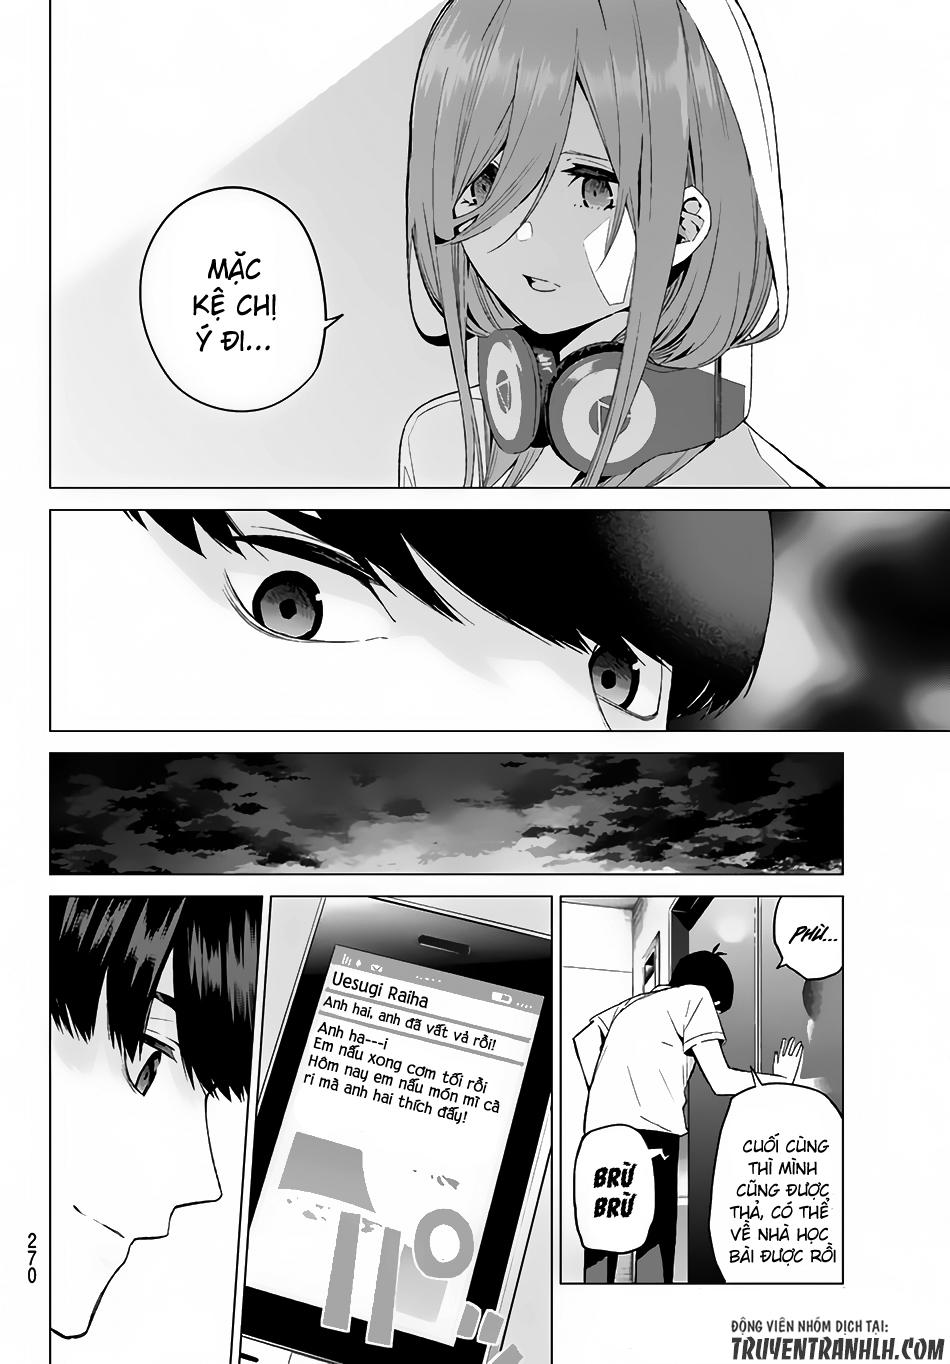 MẶC
KỆ CHỊ
Ý ĐI...
PHÙ...
CUỐI CÙNG
THÌ MÌNH
CŨNG ĐƯỢC
THẢ, CÓ THỂ
VỀ NHÀ HỌC
BÀI ĐƯỢC RỒI
BRỪ
BRỪ
Uesugi Raiha
Anh hai, anh đã vất vả rồi!
Anh ha---i
Em nấu xong cơm tối rồi
Hôm nay em nấu món mĩ cà
ri mà anh hai thích đấy!
270
ĐỘNG VIÊN NHÓM DỊCH TẠI:
TRUYENTRANHLH.COM